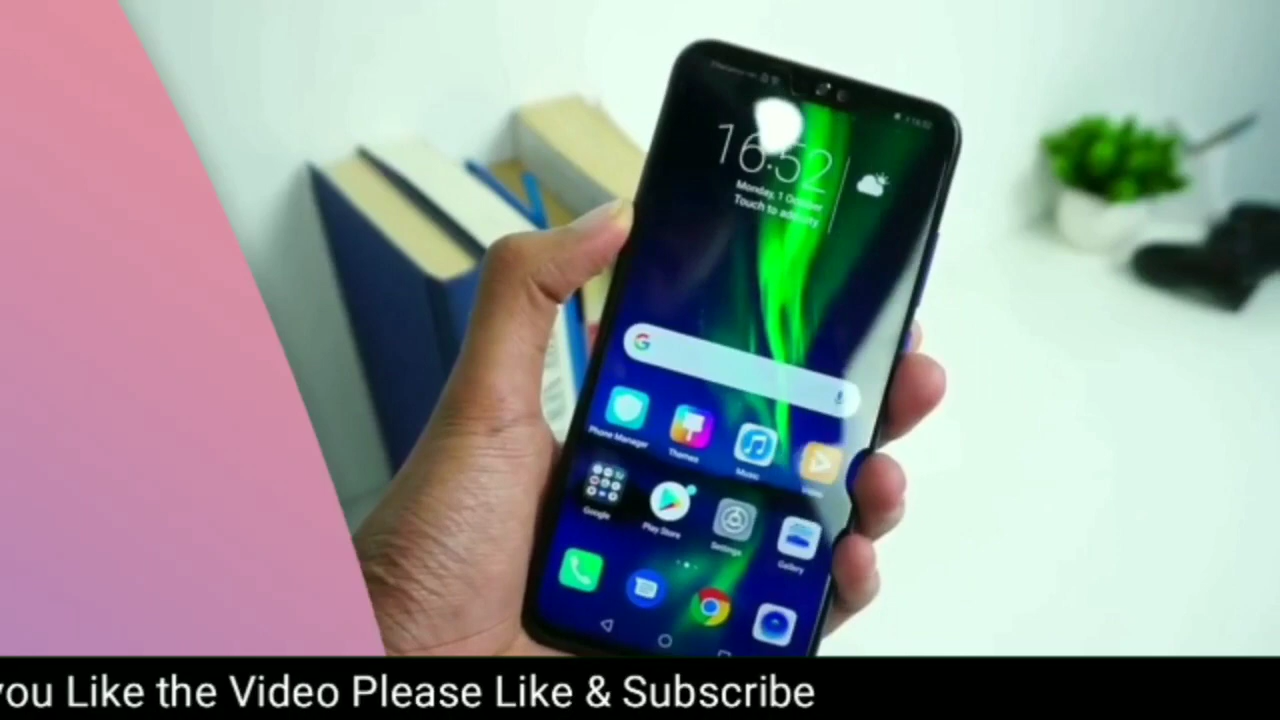 16:52
Monday, 1 October
Touch to add city
Phone Manager
Themes
Music
Video
Google
Play Store
Settings
Gallery
you Like the Video Please Like & Subscribe